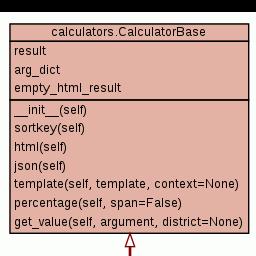 calculators.CalculatorBase
result
arg_dict
empty_html_result
__init__(self)
sortkey(self)
html(self)
json(self)
template(self, template, context=None)
percentage(self, span=False)
get_value(self, argument, district=None)